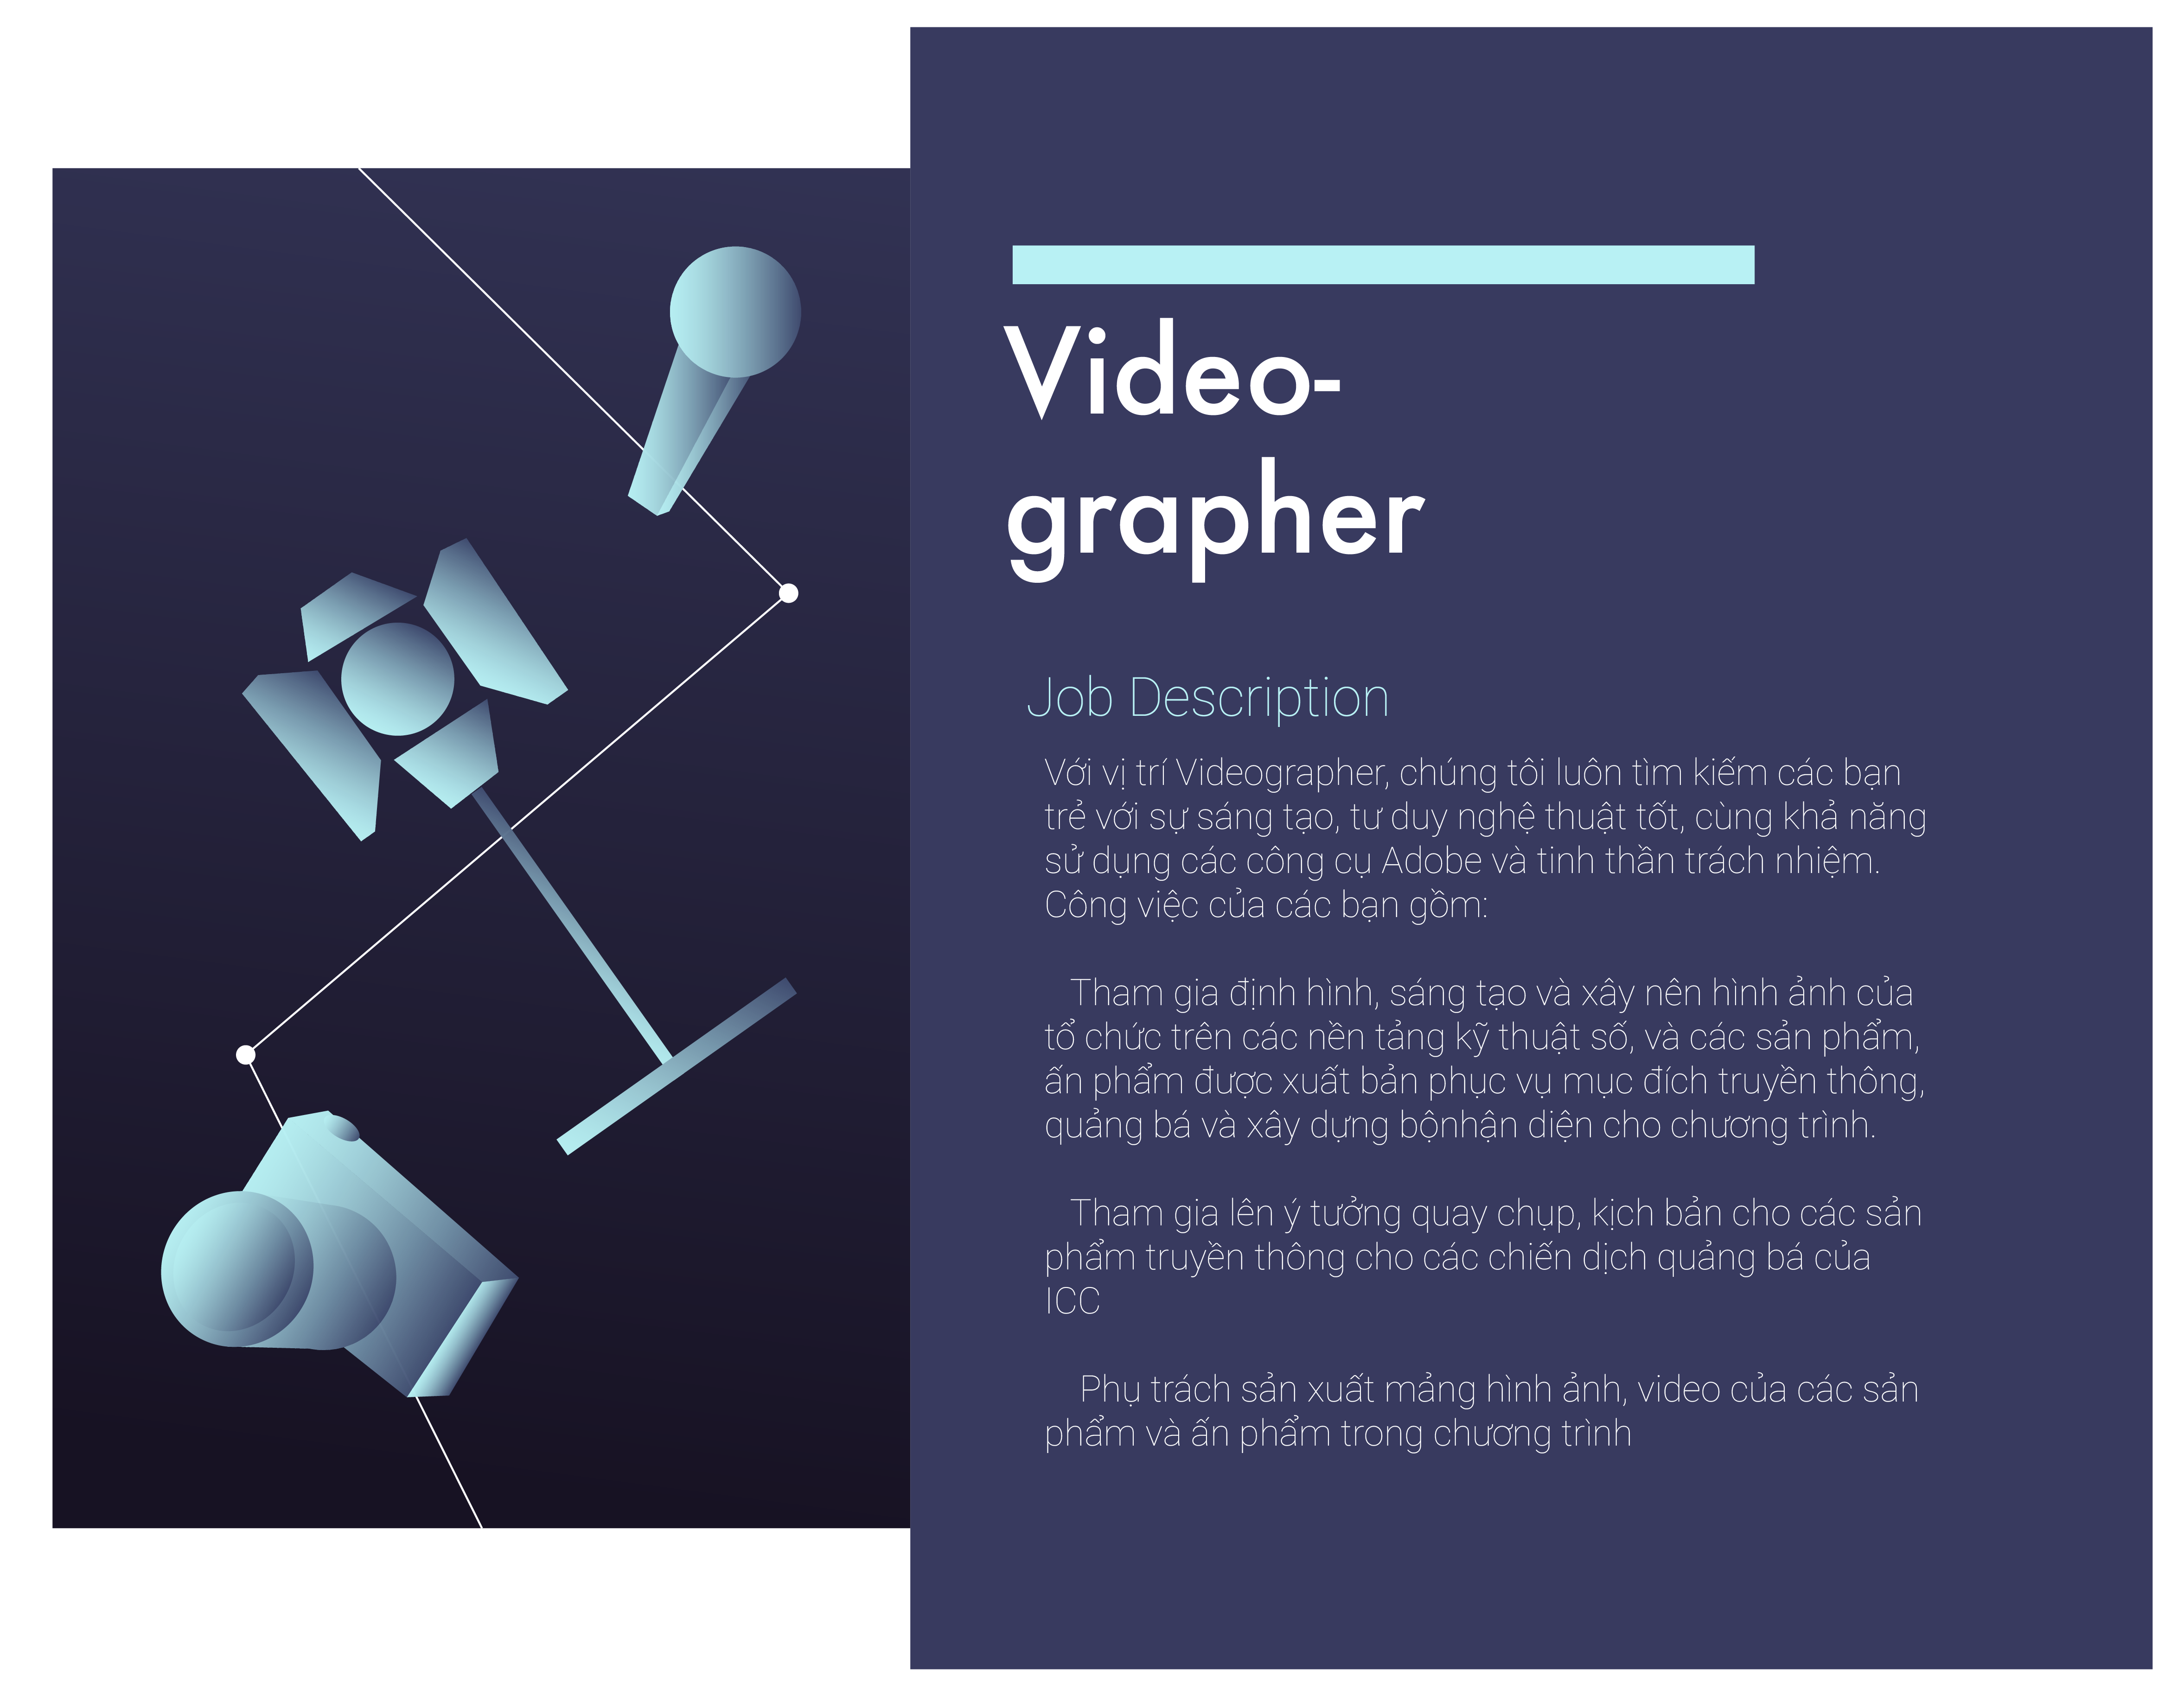 Video-
grapher
Job Description
Với vị trí Videographer, chúng tôi luôn tìm kiếm các bạn
trẻ với sự sáng tạo, tư duy nghệ thuật tốt, cùng khả năng
sử dụng các công cụ Adobe và tinh thần trách nhiệm.
Công việc của các bạn gồm:
Tham gia định hình, sáng tạo và xây nên hình ảnh của
tổ chức trên các nền tảng kỹ thuật số, và các sản phẩm,
ấn phẩm được xuất bản phục vụ mục đích truyền thông,
quảng bá và xây dựng bộnhận diện cho chương trình.
Tham gia lên ý tưởng quay chụp, kịch bản cho các sản
phẩm truyền thông cho các chiến dịch quảng bá của
ICC
Phụ trách sản xuất mảng hình ảnh, video của các sản
phẩm và ấn phẩm trong chương trình